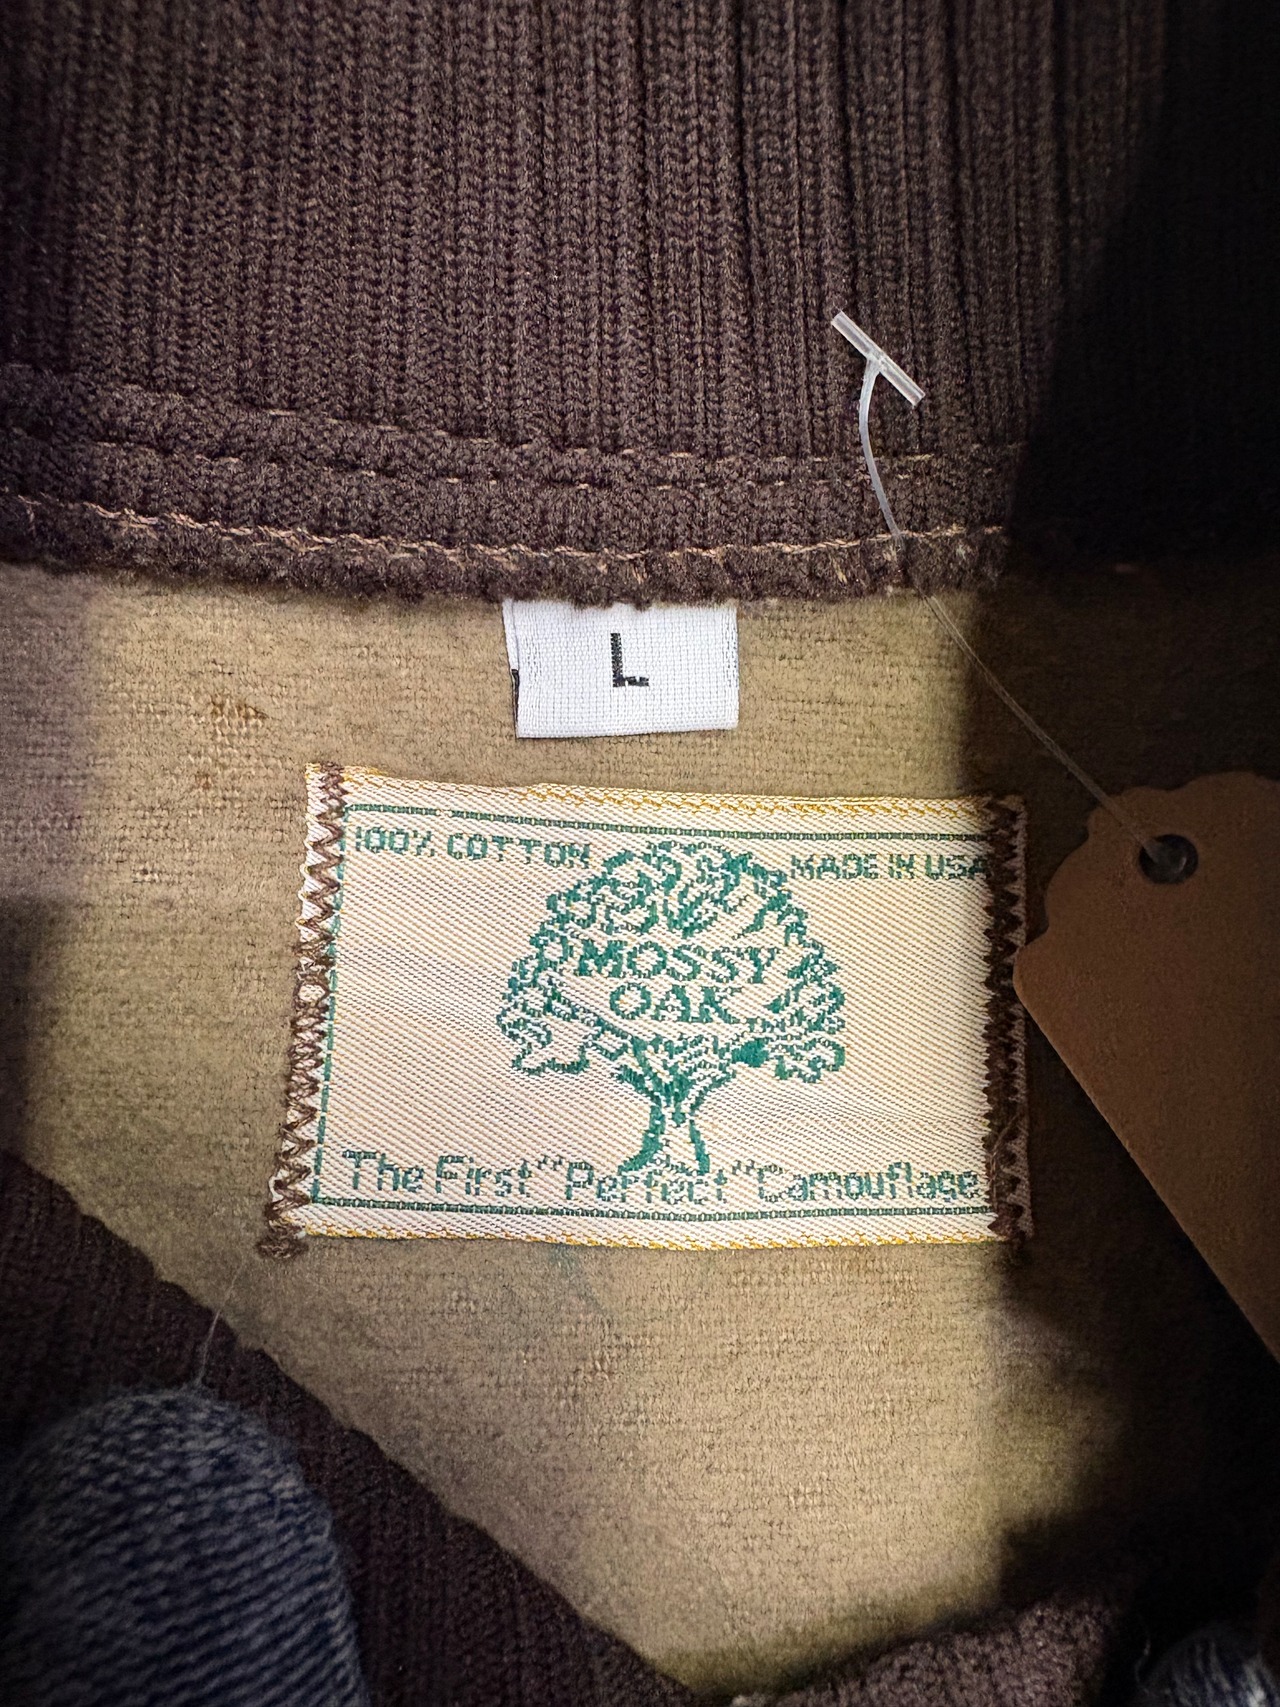 L
100% COTTON MADE IN USA
MOSSY
OAK
The First "Perfect" Camouflage